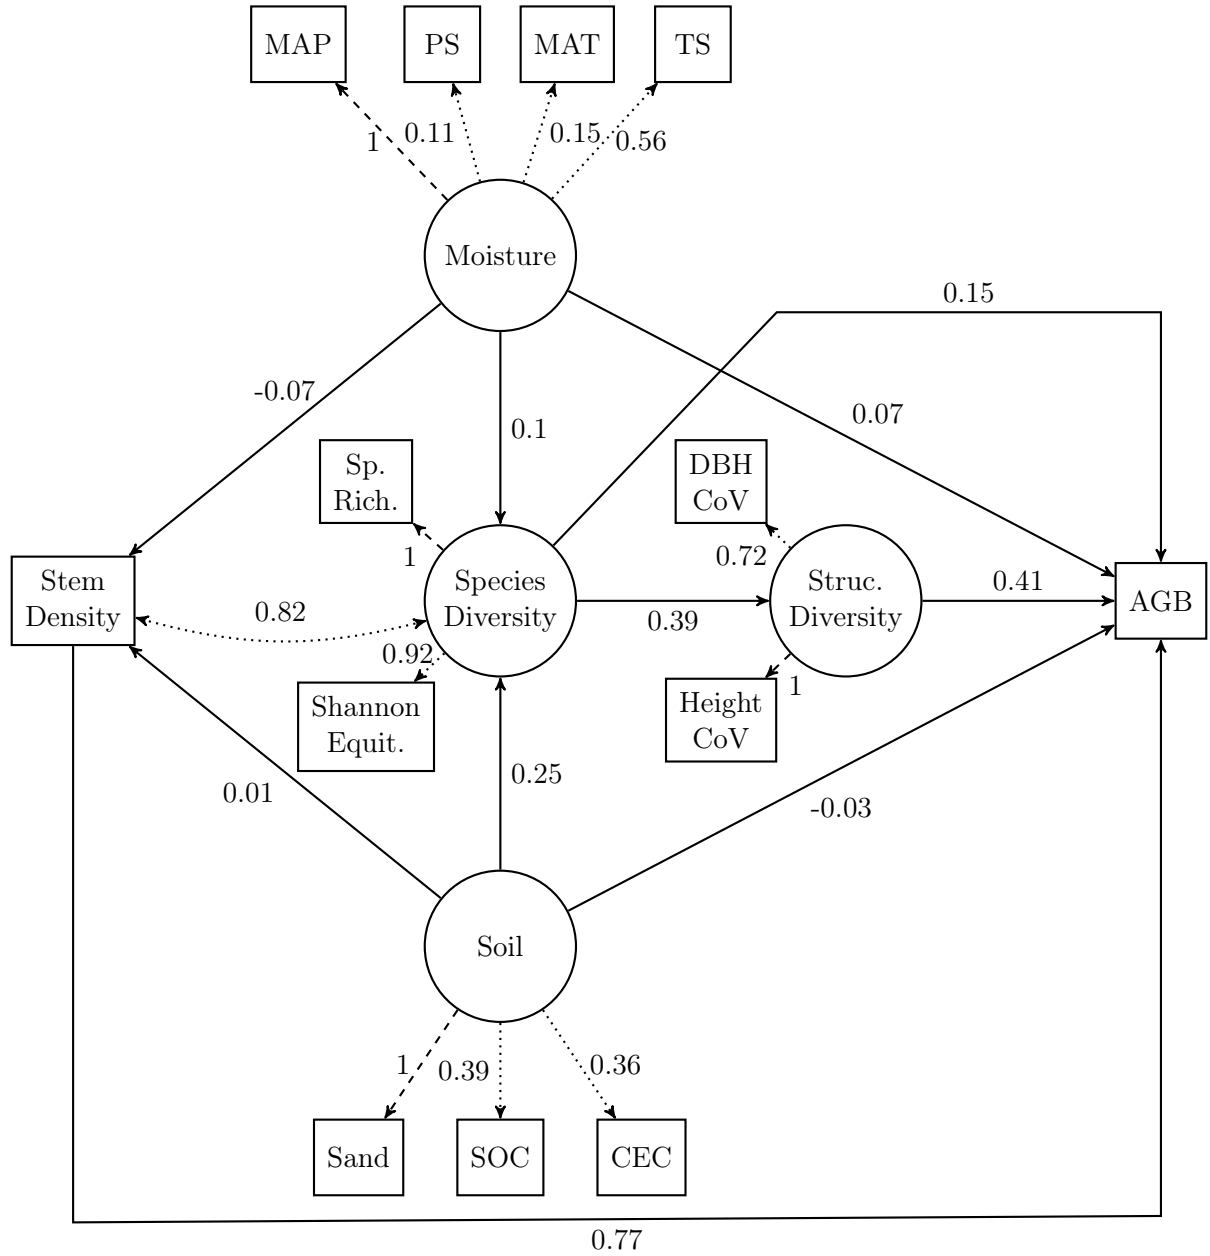 MAP
PS
MAT
TS
1
0.11
0.15
0.56
Moisture
0.15
-0.07
0.07
0.1
Sp.
Rich.
DBH
CoV
1
0.72
Stem
Density
Species
Diversity
Struc.
Diversity
AGB
0.82
0.39
0.41
0.92
1
Shannon
Equit.
Height
CoV
0.25
0.01
-0.03
Soil
1
0.39
0.36
Sand
SOC
CEC
0.77